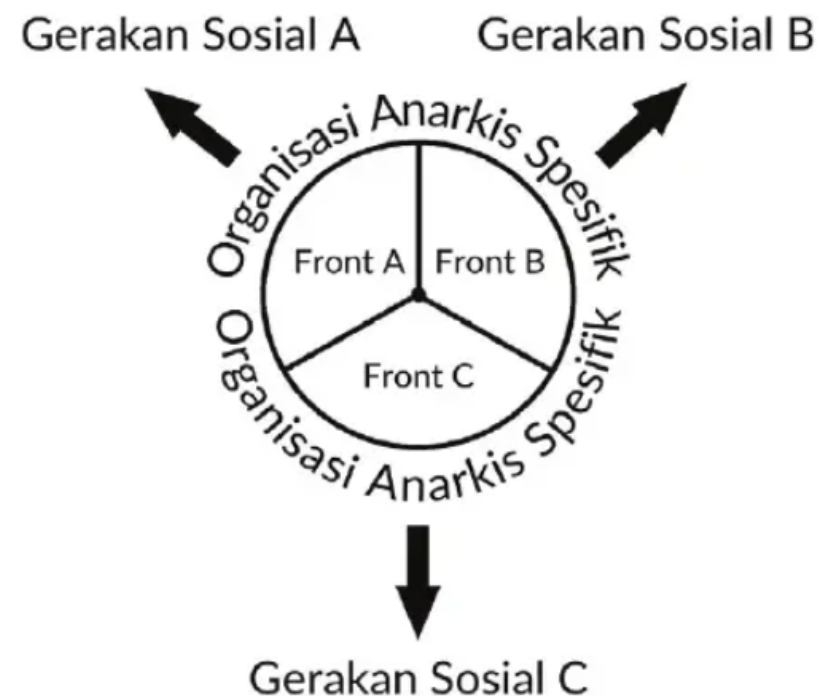 Gerakan Sosial A
Gerakan Sosial B
Organisasi Anarkis Spesifik
Front A
Front B
Front C
Organisasi Anarkis Spesifik
Gerakan Sosial C